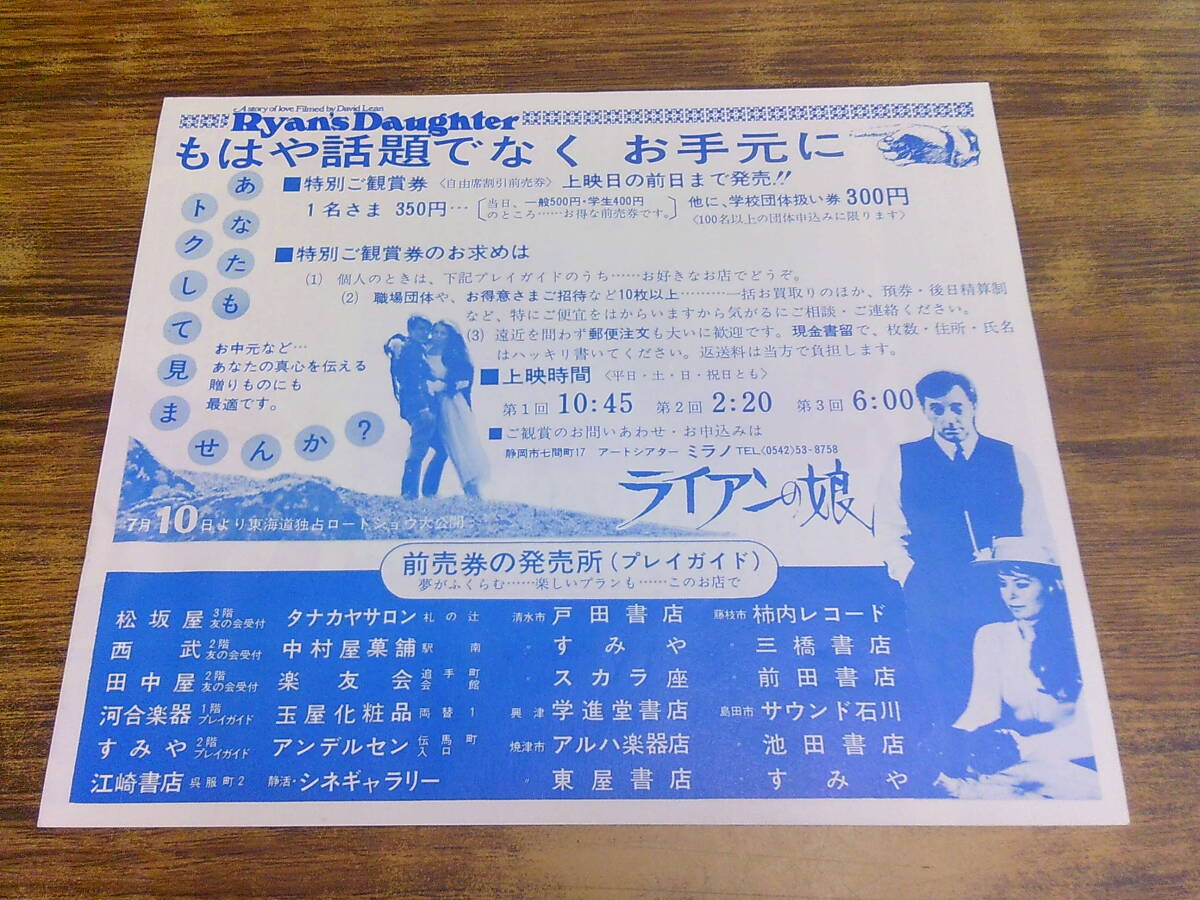 A story of love. Filmed by David Lean
Ryan's Daughter
もはや話題でなく お手元に
あなたもトクして見ませんか?
■特別ご観賞券〈自由席割引前売券〉上映日の前日まで発売!!
1名さま 350円…〔当日、一般500円・学生400円のところ……お得な前売券です。〕
他に、学校団体扱い券 300円
〈100名以上の団体申込みに限ります〉
■特別ご観賞券のお求めは
(1) 個人のときは、下記プレイガイドのうち……お好きなお店でどうぞ。
(2) 職場団体や、お得意さまご招待など10枚以上………一括お買取りのほか、預券・後日精算制
など、特にご便宜をはからいますから気がるにご相談・ご連絡ください。
(3) 遠近を問わず郵便注文も大いに歓迎です。現金書留で、枚数・住所・氏名
はハッキリ書いてください。返送料は当方で負担します。
お中元など…
あなたの真心を伝える
贈りものにも
最適です。
■上映時間〈平日・土・日・祝日とも〉
第1回 10:45 第2回 2:20 第3回 6:00
■ご観賞のお問いあわせ・お申込みは
静岡市七間町17 アートシアター ミラノ TEL〈0542〉53-8758
ライアンの娘
7月10日より東海道独占ロードショウ大公開
前売券の発売所(プレイガイド)
夢がふくらむ……楽しいプランも……このお店で
松坂屋 3階 友の会受付 タナカヤサロン 札の辻 清水市 戸田書店 藤枝市 柿内レコード
西武 2階 友の会受付 中村屋菓舗 駅南 〃 すみや 〃 三橋書店
田中屋 2階 友の会受付 楽友会 追手町会館 〃 スカラ座 〃 前田書店
河合楽器 1階 プレイガイド 玉屋化粧品 両替1 興津 学進堂書店 島田市 サウンド石川
すみや 2階 プレイガイド アンデルセン 伝馬町入口 焼津市 アルハ楽器店 〃 池田書店
江崎書店 呉服町2 静活・シネギャラリー 〃 東屋書店 〃 すみや